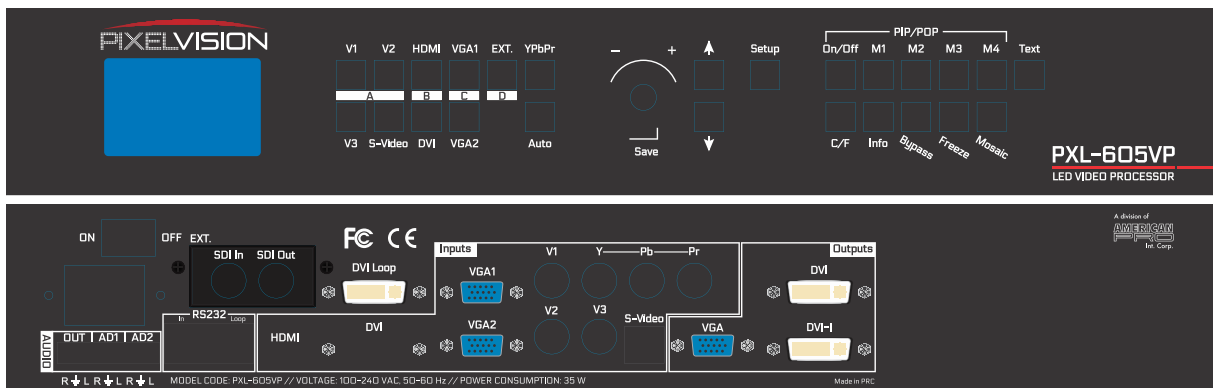 PIXELVISION
V1 V2 HDMI VGA1 EXT. YPbPr
A B C D
V3 S-Video DVI VGA2 Auto
- +
Save
Setup
PIP/POP
On/Off M1 M2 M3 M4 Text
C/F Info Bypass Freeze Mosaic
PXL-605VP
LED VIDEO PROCESSOR
ON OFF
EXT.
SDI In SDI Out
FC CE
DVI Loop
Inputs
VGA1
V1 Y Pb Pr
Outputs
DVI
A division of
AMERICAN
PRO
Int. Corp.
In RS232 Loop
AUDIO
OUT | AD1 | AD2
HDMI
DVI
VGA2
V2 V3 S-Video
VGA
DVI-I
R L R L R L
MODEL CODE: PXL-605VP // VOLTAGE: 100-240 VAC, 50-60 Hz // POWER CONSUMPTION: 35 W
Made in PRC